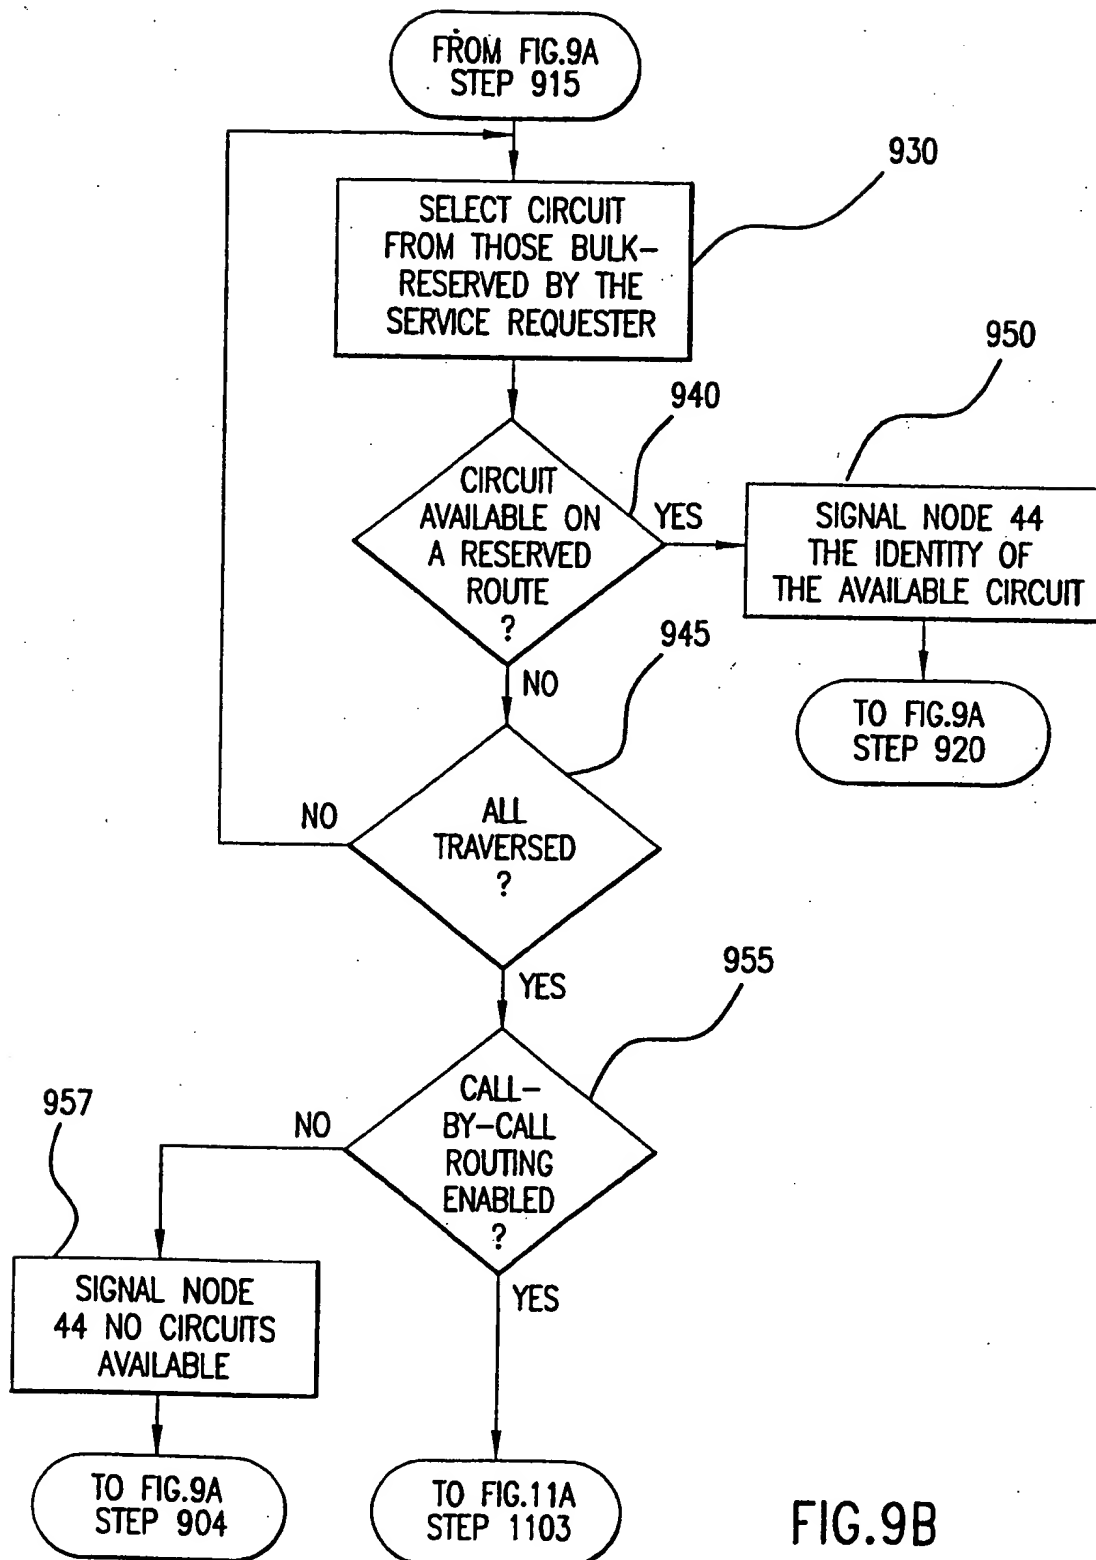 FROM FIG.9A
STEP 915
930
SELECT CIRCUIT
FROM THOSE BULK-
RESERVED BY THE
SERVICE REQUESTER
950
940
CIRCUIT
AVAILABLE ON
A RESERVED
ROUTE
?
YES
SIGNAL NODE 44
THE IDENTITY OF
THE AVAILABLE CIRCUIT
NO
945
TO FIG.9A
STEP 920
NO
ALL
TRAVERSED
?
YES
955
957
NO
CALL-
BY-CALL
ROUTING
ENABLED
?
YES
SIGNAL NODE
44 NO CIRCUITS
AVAILABLE
TO FIG.9A
STEP 904
TO FIG.11A
STEP 1103
FIG.9B